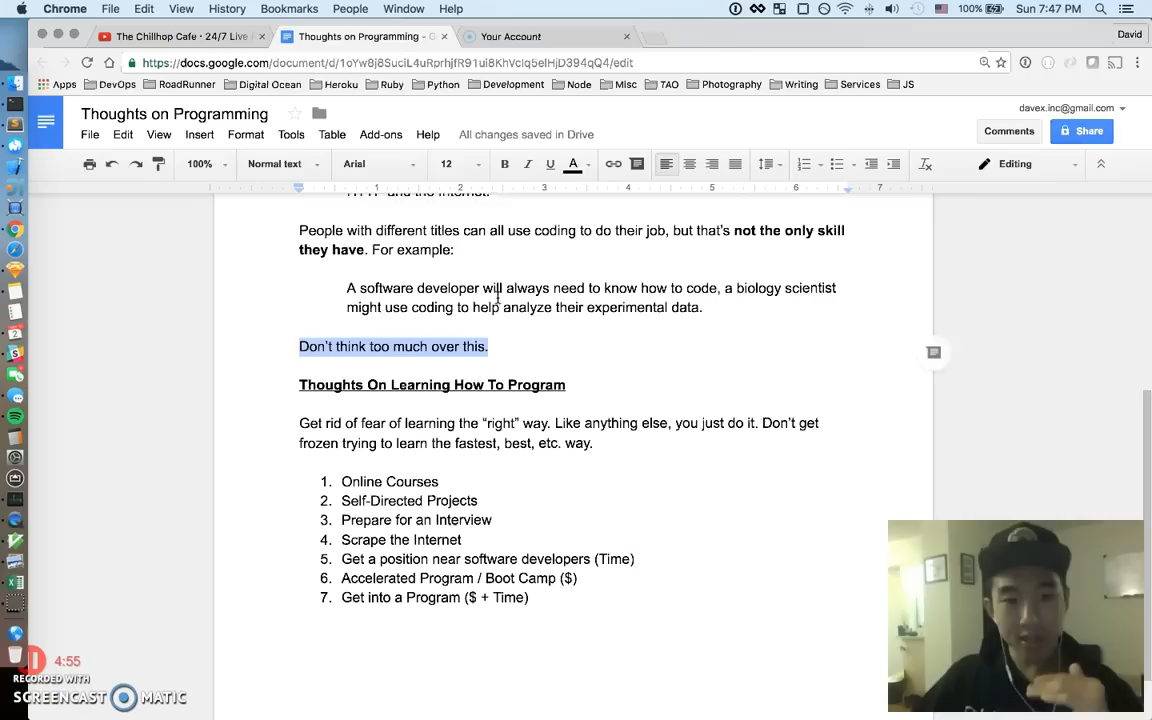 Chrome File Edit View History Bookmarks People Window Help 100% Sun 7:47 PM
The Chillhop Cafe · 24/7 Live Thoughts on Programming - G Your Account David
https://docs.google.com/document/d/1oYw8j8SuciL4uRprhjfR91ui8KhVclq5eIHjD394qQ4/edit
Apps DevOps RoadRunner Digital Ocean Heroku Ruby Python Development Node Misc TAO Photography Writing Services JS
Thoughts on Programming davex.inc@gmail.com
File Edit View Insert Format Tools Table Add-ons Help All changes saved in Drive Comments Share
100% Normal text Arial 12 B I U A Editing
1 2 3 4 5 6 7
People with different titles can all use coding to do their job, but that's not the only skill
they have. For example:
A software developer will always need to know how to code, a biology scientist
might use coding to help analyze their experimental data.
Don't think too much over this.
Thoughts On Learning How To Program
Get rid of fear of learning the “right” way. Like anything else, you just do it. Don't get
frozen trying to learn the fastest, best, etc. way.
1. Online Courses
2. Self-Directed Projects
3. Prepare for an Interview
4. Scrape the Internet
5. Get a position near software developers (Time)
6. Accelerated Program / Boot Camp ($)
7. Get into a Program ($ + Time)
4:55
RECORDED WITH
SCREENCAST MATIC